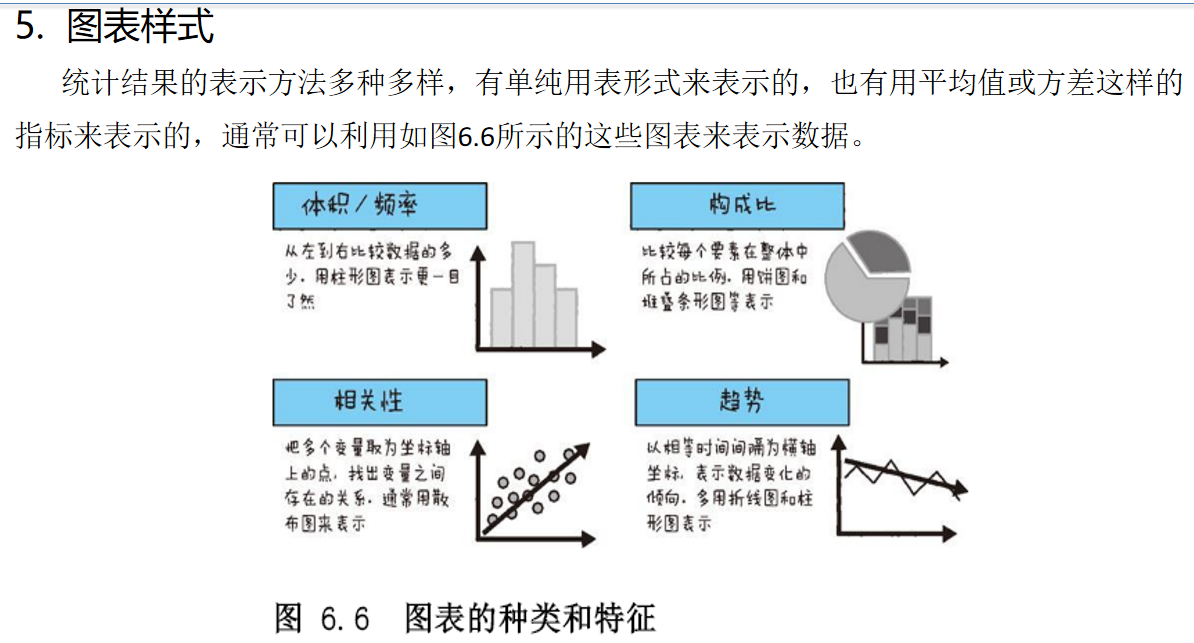 5. 图表样式
统计结果的表示方法多种多样，有单纯用表形式来表示的，也有用平均值或方差这样的
指标来表示的，通常可以利用如图6.6所示的这些图表来表示数据。
体积／频率
从左到右比较数据的多
少．用柱形图表示更一目
了然
构成比
比较每个要素在整体中
所占的比例．用饼图和
堆叠条形图等表示
相关性
把多个变量取为坐标轴
上的点，找出变量之间
存在的关系．通常用散
布图来表示
趋势
以相等时间间隔为横轴
坐标，表示数据变化的
倾向，多用折线图和柱
形图表示
图 6.6 图表的种类和特征